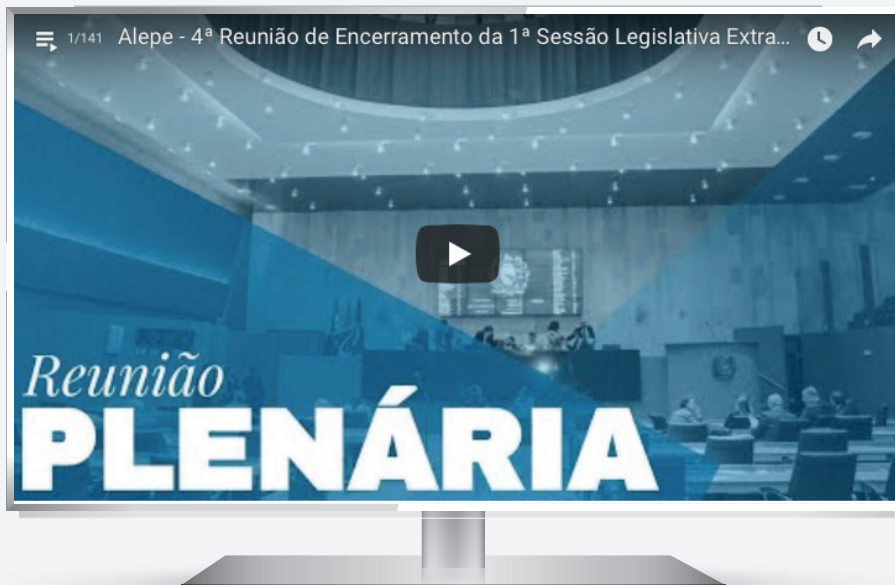 1/141 Alepe - 4ª Reunião de Encerramento da 1ª Sessão Legislativa Extra...
Reunião
PLENÁRIA